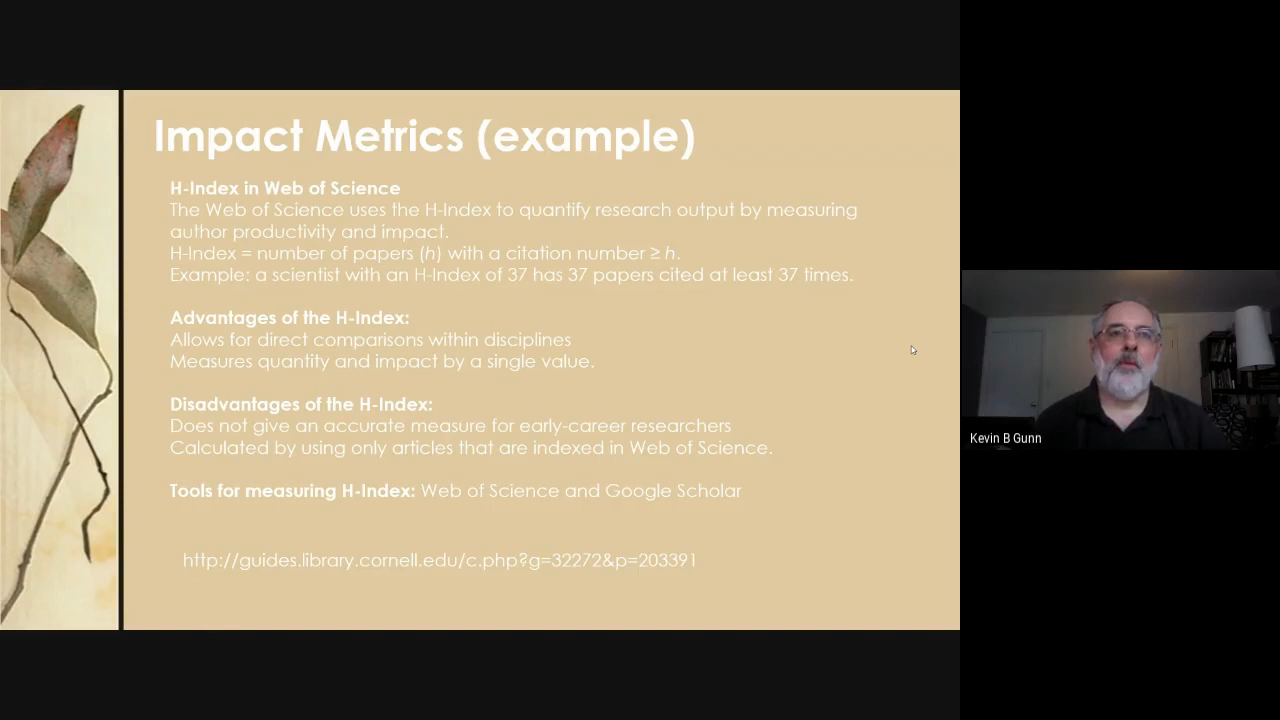 Impact Metrics (example)
H-Index in Web of Science
The Web of Science uses the H-Index to quantify research output by measuring
author productivity and impact.
H-Index = number of papers (h) with a citation number ≥ h.
Example: a scientist with an H-Index of 37 has 37 papers cited at least 37 times.
Advantages of the H-Index:
Allows for direct comparisons within disciplines
Measures quantity and impact by a single value.
Disadvantages of the H-Index:
Does not give an accurate measure for early-career researchers
Calculated by using only articles that are indexed in Web of Science.
Tools for measuring H-Index: Web of Science and Google Scholar
http://guides.library.cornell.edu/c.php?g=32272&p=203391
Kevin B Gunn